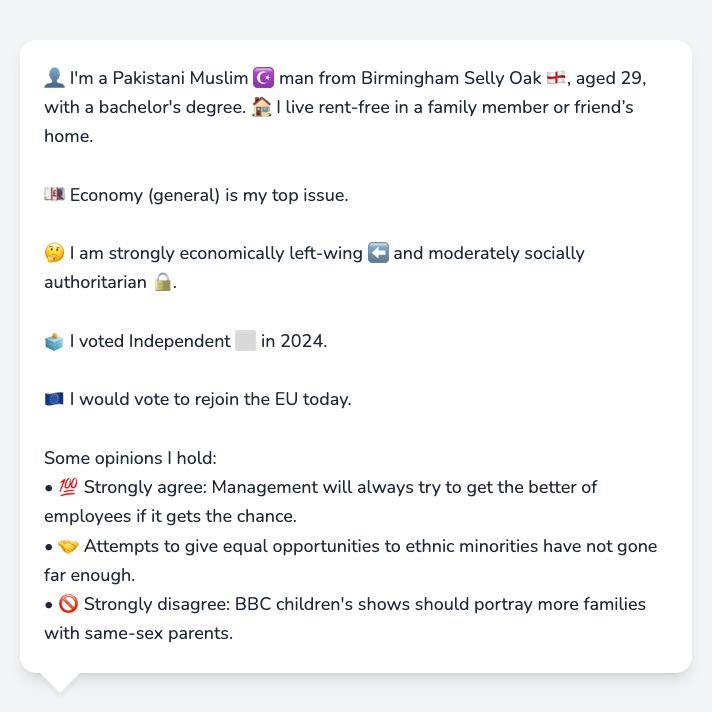 👤 I'm a Pakistani Muslim ☪️ man from Birmingham Selly Oak 🏴󠁧󠁢󠁥󠁮󠁧󠁿, aged 29,
with a bachelor's degree. 🏠 I live rent-free in a family member or friend’s
home.
💷 Economy (general) is my top issue.
🤔 I am strongly economically left-wing ⬅️ and moderately socially
authoritarian 🔒.
🗳️ I voted Independent ⬜ in 2024.
🇪🇺 I would vote to rejoin the EU today.
Some opinions I hold:
• 💯 Strongly agree: Management will always try to get the better of
employees if it gets the chance.
• 🤝 Attempts to give equal opportunities to ethnic minorities have not gone
far enough.
• 🚫 Strongly disagree: BBC children's shows should portray more families
with same-sex parents.